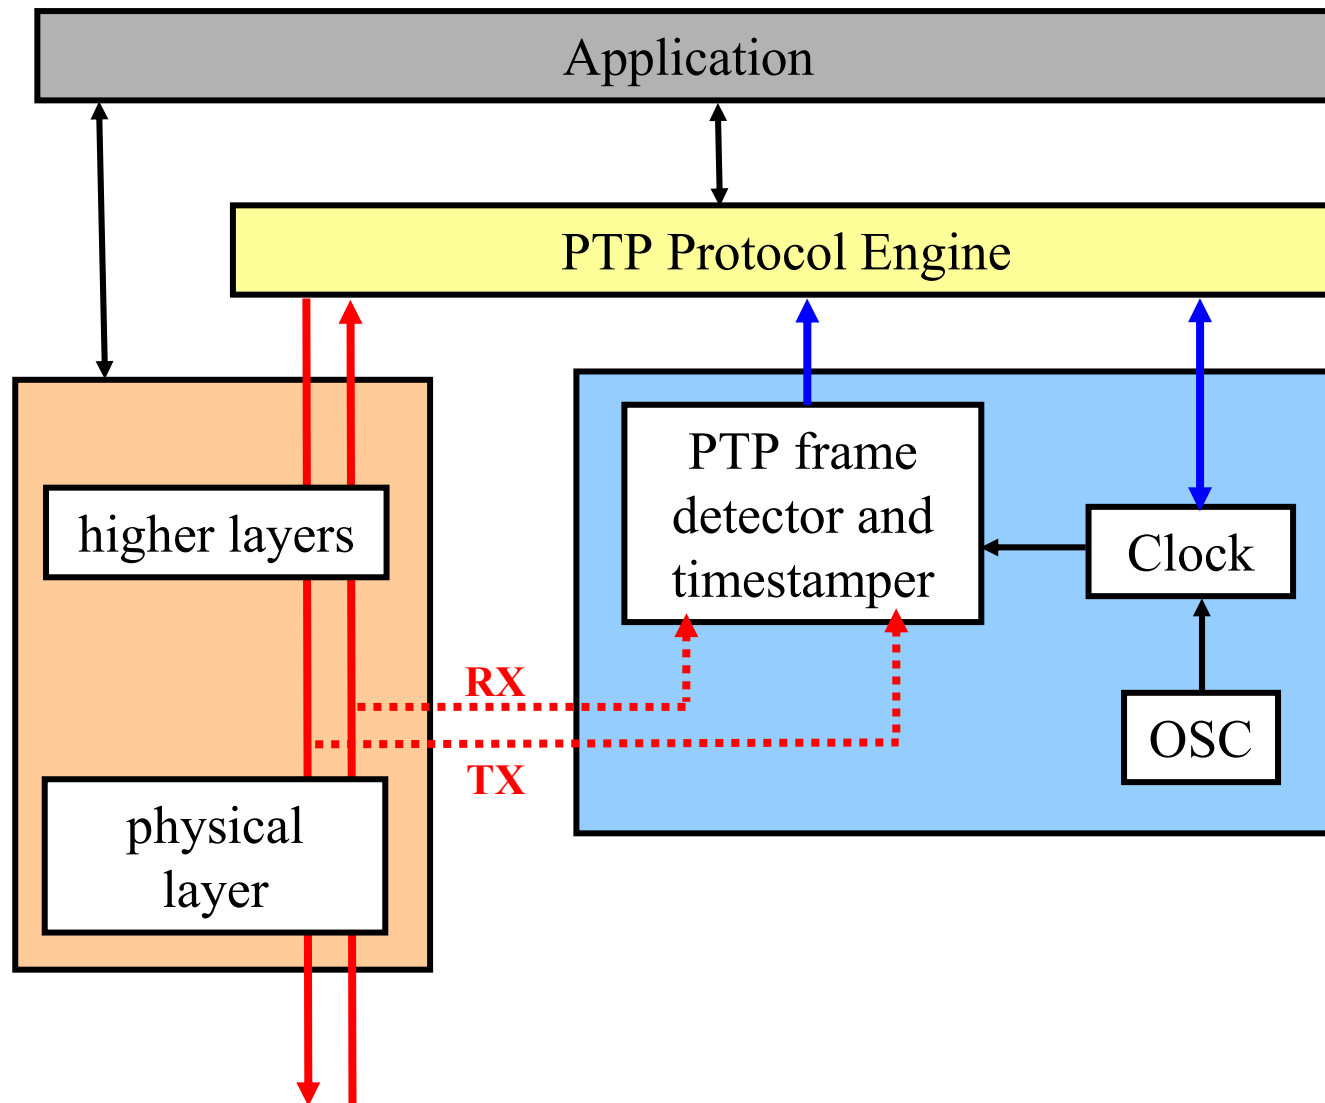 Application
PTP Protocol Engine
PTP frame
detector and
timestamper
higher layers
Clock
RX
TX
OSC
physical
layer